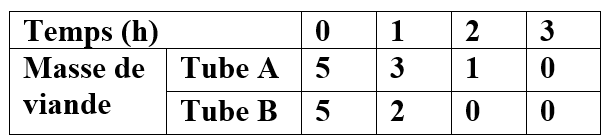 Temps (h) 0 1 2 3
Masse de viande Tube A 5 3 1 0
Tube B 5 2 0 0